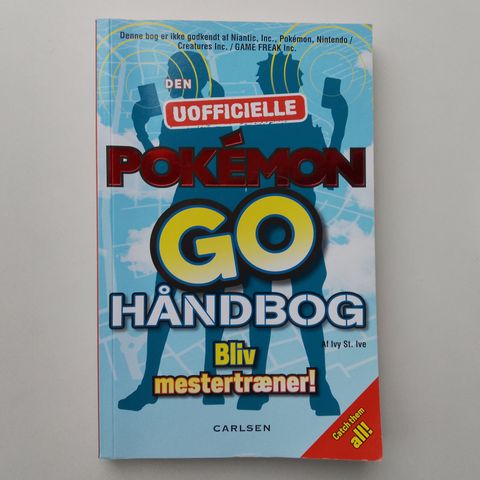 Denne bog er ikke godkendt af Niantic, Inc., Pokémon, Nintendo /
Creatures Inc. / GAME FREAK Inc.
DEN
UOFFICIELLE
POKÉMON
GO
HÅNDBOG
Af Ivy St. Ive
Bliv
mestertræner!
Catch them
all!
CARLSEN